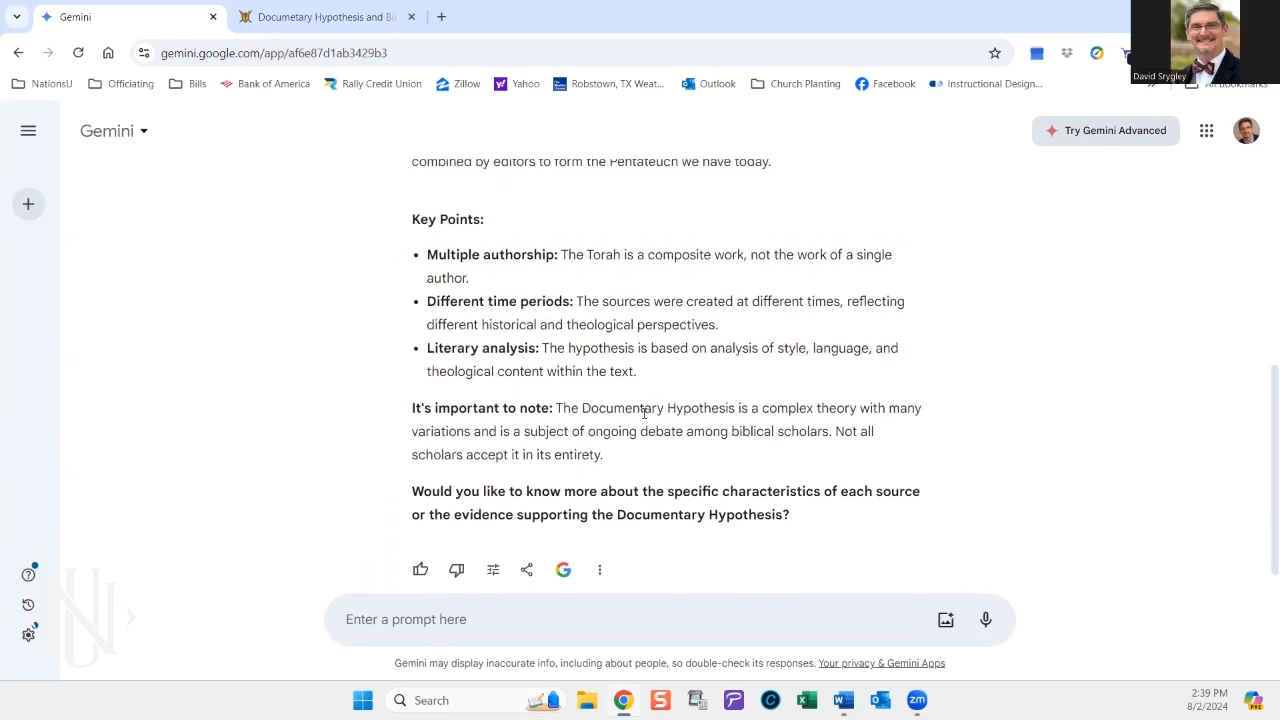 Gemini
Documetary Hypothesis and Bi
gemini.google.com/app/af6e87d1ab3429b3
David Srygley
NationsU
Officiating
Bills
Bank of America
Rally Credit Union
Zillow
Yahoo
Robstown, TX Weat...
Outlook
Church Planting
Facebook
Instructional Design...
All Bookmarks
Gemini
Try Gemini Advanced
combined by editors to form the Pentateuch we have today.
Key Points:
• Multiple authorship: The Torah is a composite work, not the work of a single
author.
• Different time periods: The sources were created at different times, reflecting
different historical and theological perspectives.
• Literary analysis: The hypothesis is based on analysis of style, language, and
theological content within the text.
It's important to note: The Documentary Hypothesis is a complex theory with many
variations and is a subject of ongoing debate among biblical scholars. Not all
scholars accept it in its entirety.
Would you like to know more about the specific characteristics of each source
or the evidence supporting the Documentary Hypothesis?
Enter a prompt here
Gemini may display inaccurate info, including about people, so double-check its responses. Your privacy & Gemini Apps
NU
Search
2:39 PM
8/2/2024